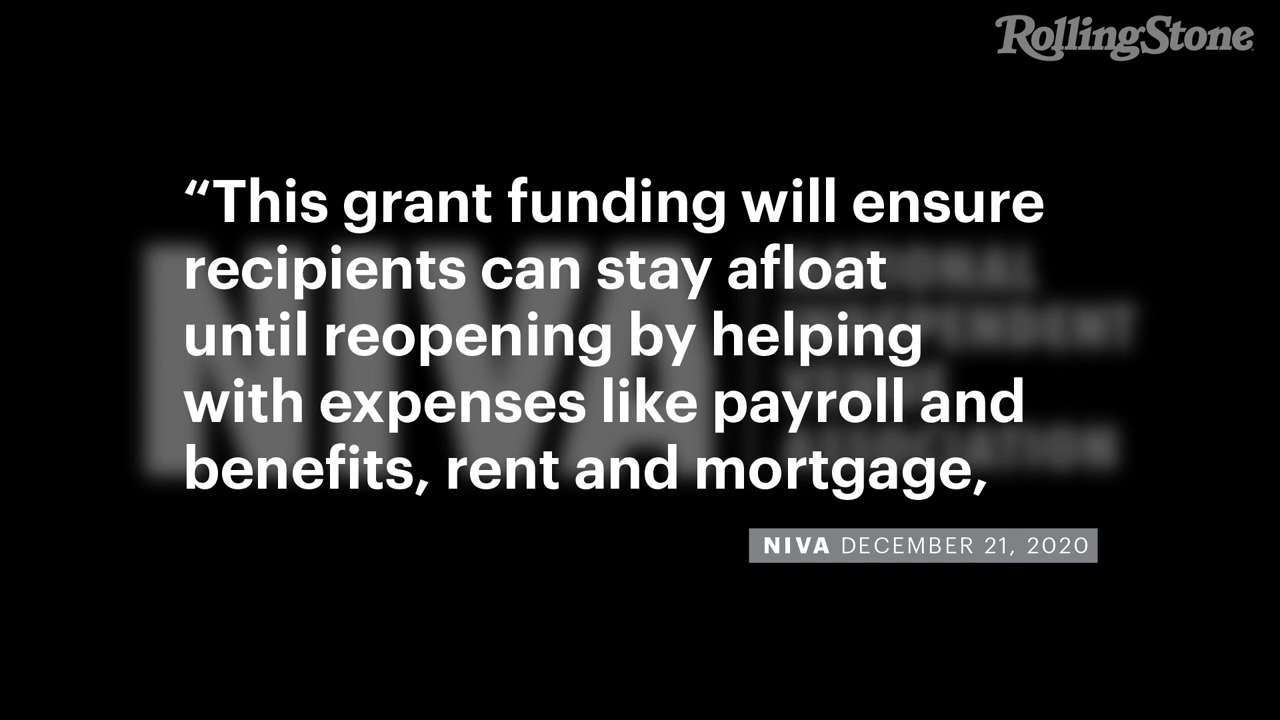 RollingStone
“This grant funding will ensure
recipients can stay afloat
until reopening by helping
with expenses like payroll and
benefits, rent and mortgage,
NIVA DECEMBER 21, 2020
NIVA